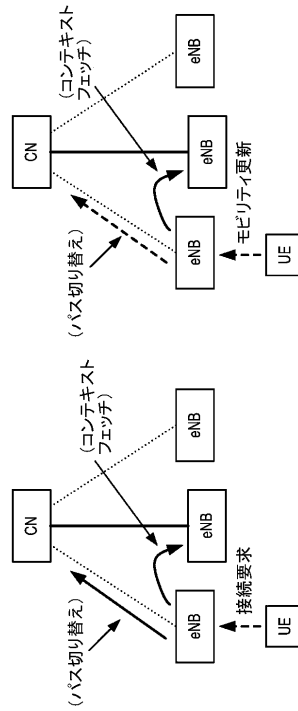 CN
(パス切り替え)
(コンテキスト
フェッチ)
eNB
eNB
eNB
接続要求
UE
CN
(パス切り替え)
(コンテキスト
フェッチ)
eNB
eNB
eNB
モビリティ更新
UE